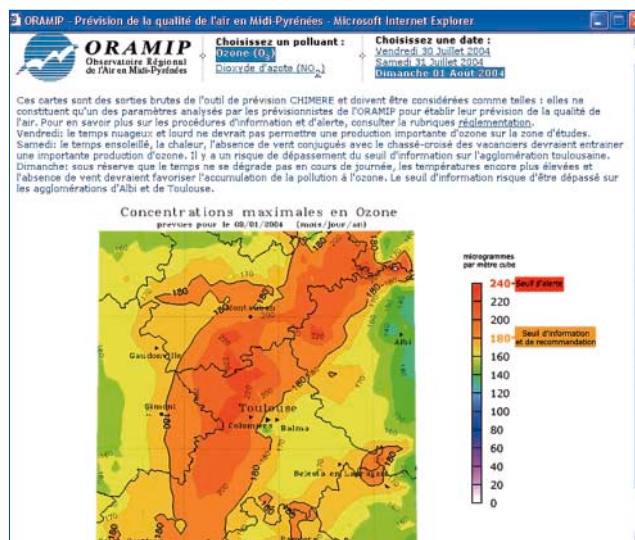 ORAMIP - Prévision de la qualité de l'air en Midi-Pyrénées - Microsoft Internet Explorer
ORAMIP
Observatoire Régional
de l'Air en Midi-Pyrénées
Choisissez un polluant :
Ozone (O3)
Dioxyde d'azote (NO2)
Choisissez une date :
Vendredi 30 Juillet 2004
Samedi 31 Juillet 2004
Dimanche 01 Août 2004
Ces cartes sont des sorties brutes de l'outil de prévision CHIMERE et doivent être considérées comme telles : elles ne
constituent qu'un des paramètres analysés par les prévisionnistes de l'ORAMIP pour établir leur prévision de la qualité de
l'air. Pour en savoir plus sur les procédures d'information et d'alerte, consulter la rubriques réglementation.
Vendredi: le temps nuageux et lourd ne devrait pas permettre une production importante d'ozone sur la zone d'études.
Samedi: le temps ensoleillé, la chaleur, l'absence de vent conjugués avec le chassé-croisé des vacanciers devraient entrainer
une importante production d'ozone. Il y a un risque de dépassement du seuil d'information sur l'agglomération toulousaine.
Dimanche: sous réserve que le temps ne se dégrade pas en cours de journée, les températures encore plus élevées et
l'absence de vent devraient favoriser l'accumulation de la pollution à l'ozone. Le seuil d'information risque d'être dépassé sur
les agglomérations d'Albi et de Toulouse.
Concentrations maximales en Ozone
prevues pour le 08/01/2004 (mois/jour/an)
microgrammes
par mètre cube
240 Seuil d'alerte
220
200
180 Seuil d'information
et de recommandation
160
140
120
100
80
60
40
20
0
Montauban
Gaudonville
Albi
Gimont
Toulouse
Colomiers
Balma
180
180
180
180
170
200